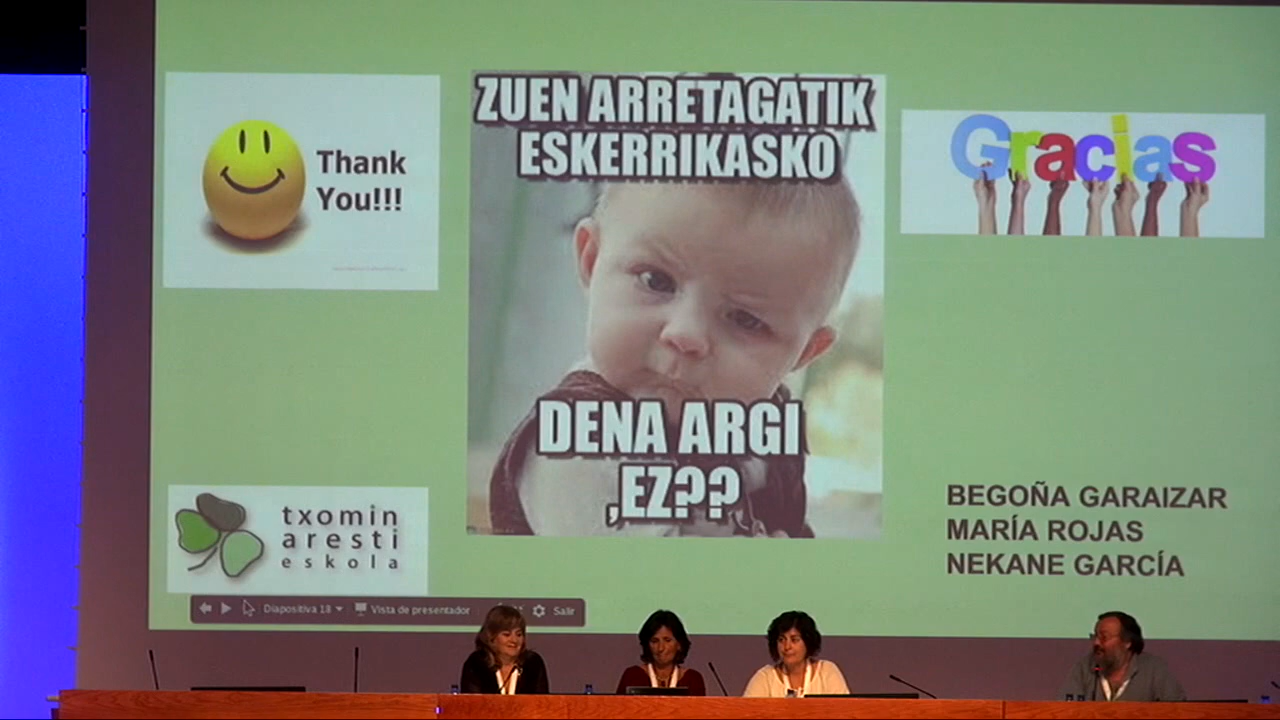 Thank
You!!!
ZUEN ARRETAGATIK
ESKERRIKASKO
DENA ARGI
,EZ??
Gracias
txomin
aresti
eskola
BEGOÑA GARAIZAR
MARÍA ROJAS
NEKANE GARCÍA
Diapositiva 18
Vista de presentador
Salir